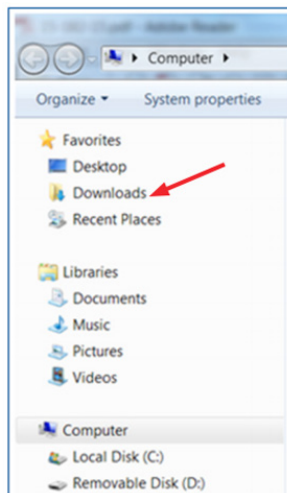 Computer
Organize System properties
Favorites
Desktop
Downloads
Recent Places
Libraries
Documents
Music
Pictures
Videos
Computer
Local Disk (C:)
Removable Disk (D:)